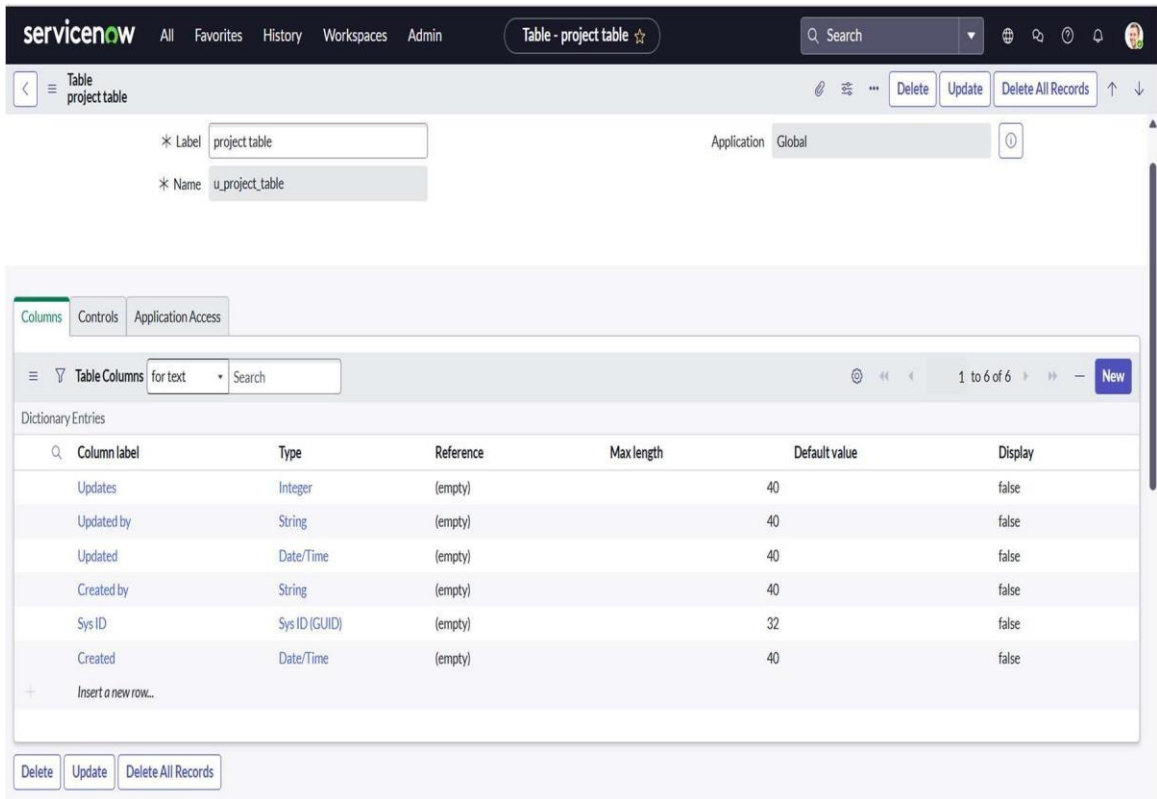 servicenow All Favorites History Workspaces Admin Table - project table Search
Table
project table
Delete Update Delete All Records
* Label project table Application Global
* Name u_project_table
Columns Controls Application Access
Table Columns for text Search 1 to 6 of 6 New
Dictionary Entries
Column label Type Reference Max length Default value Display
Updates Integer (empty) 40 false
Updated by String (empty) 40 false
Updated Date/Time (empty) 40 false
Created by String (empty) 40 false
Sys ID Sys ID (GUID) (empty) 32 false
Created Date/Time (empty) 40 false
Insert a new row...
Delete Update Delete All Records